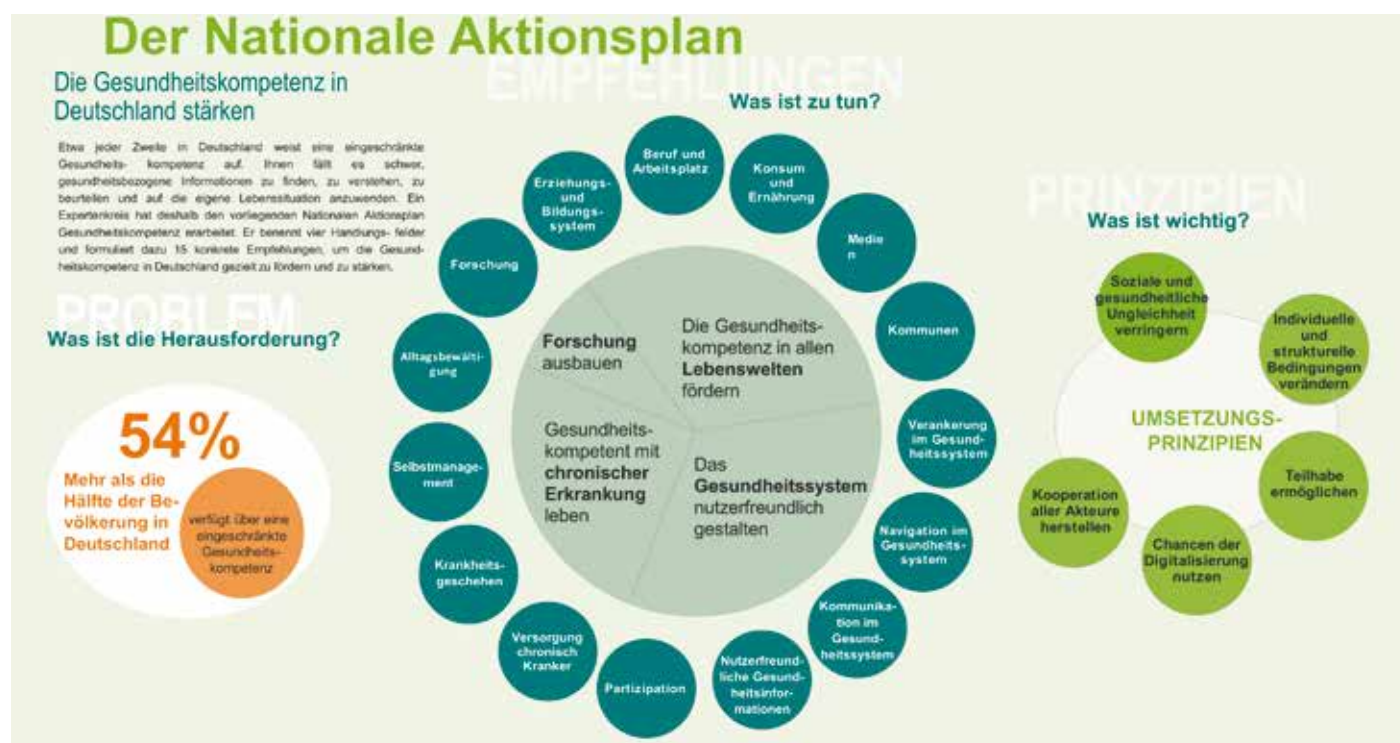 Der Nationale Aktionsplan
Die Gesundheitskompetenz in
Deutschland stärken
Etwa jeder Zweite in Deutschland weist eine eingeschränkte
Gesundheits- kompetenz auf. Ihnen fällt es schwer,
gesundheitsbezogene Informationen zu finden, zu verstehen, zu
beurteilen und auf die eigene Lebenssituation anzuwenden. Ein
Expertenkreis hat deshalb den vorliegenden Nationalen Aktionsplan
Gesundheitskompetenz erarbeitet. Er benennt vier Handlungs- felder
und formuliert dazu 15 konkrete Empfehlungen, um die Gesund-
heitskompetenz in Deutschland gezielt zu fördern und zu stärken.
PROBLEM
Was ist die Herausforderung?
54%
Mehr als die
Hälfte der Be-
völkerung in
Deutschland
verfügt über eine
eingeschränkte
Gesundheits-
kompetenz
EMPFEHLUNGEN
Was ist zu tun?
Beruf und
Arbeitsplatz
Konsum
und
Ernährung
Medie
n
Kommunen
Verankerung
im Gesund-
heitssystem
Navigation im
Gesundheits-
system
Kommunika-
tion im
Gesund-
heitssystem
Nutzerfreund-
liche Gesund-
heitsinfor-
mationen
Partizipation
Versorgung
chronisch
Kranker
Krankheits-
geschehen
Selbstmanage-
ment
Alltagsbewälti-
gung
Forschung
Erziehungs-
und
Bildungs-
system
Forschung
ausbauen
Die Gesundheits-
kompetenz in allen
Lebenswelten
fördern
Gesundheits-
kompetent mit
chronischer
Erkrankung
leben
Das
Gesundheitssystem
nutzerfreundlich
gestalten
PRINZIPIEN
Was ist wichtig?
Soziale und
gesundheitliche
Ungleichheit
verringern
Individuelle
und
strukturelle
Bedingungen
verändern
UMSETZUNGS-
PRINZIPIEN
Teilhabe
ermöglichen
Chancen der
Digitalisierung
nutzen
Kooperation
aller Akteure
herstellen